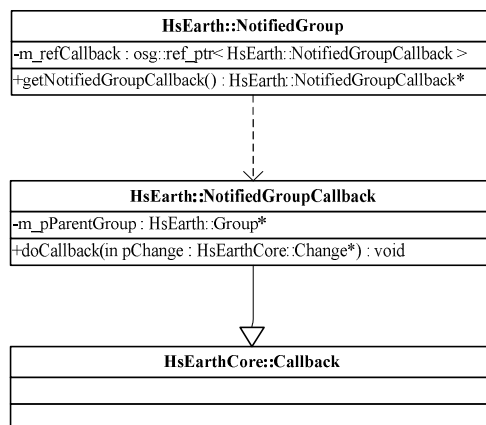 HsEarth::NotifiedGroup
-m_refCallback : osg::ref_ptr< HsEarth::NotifiedGroupCallback >
+getNotifiedGroupCallback() : HsEarth::NotifiedGroupCallback*
HsEarth::NotifiedGroupCallback
-m_pParentGroup : HsEarth::Group*
+doCallback(in pChange : HsEarthCore::Change*) : void
HsEarthCore::Callback